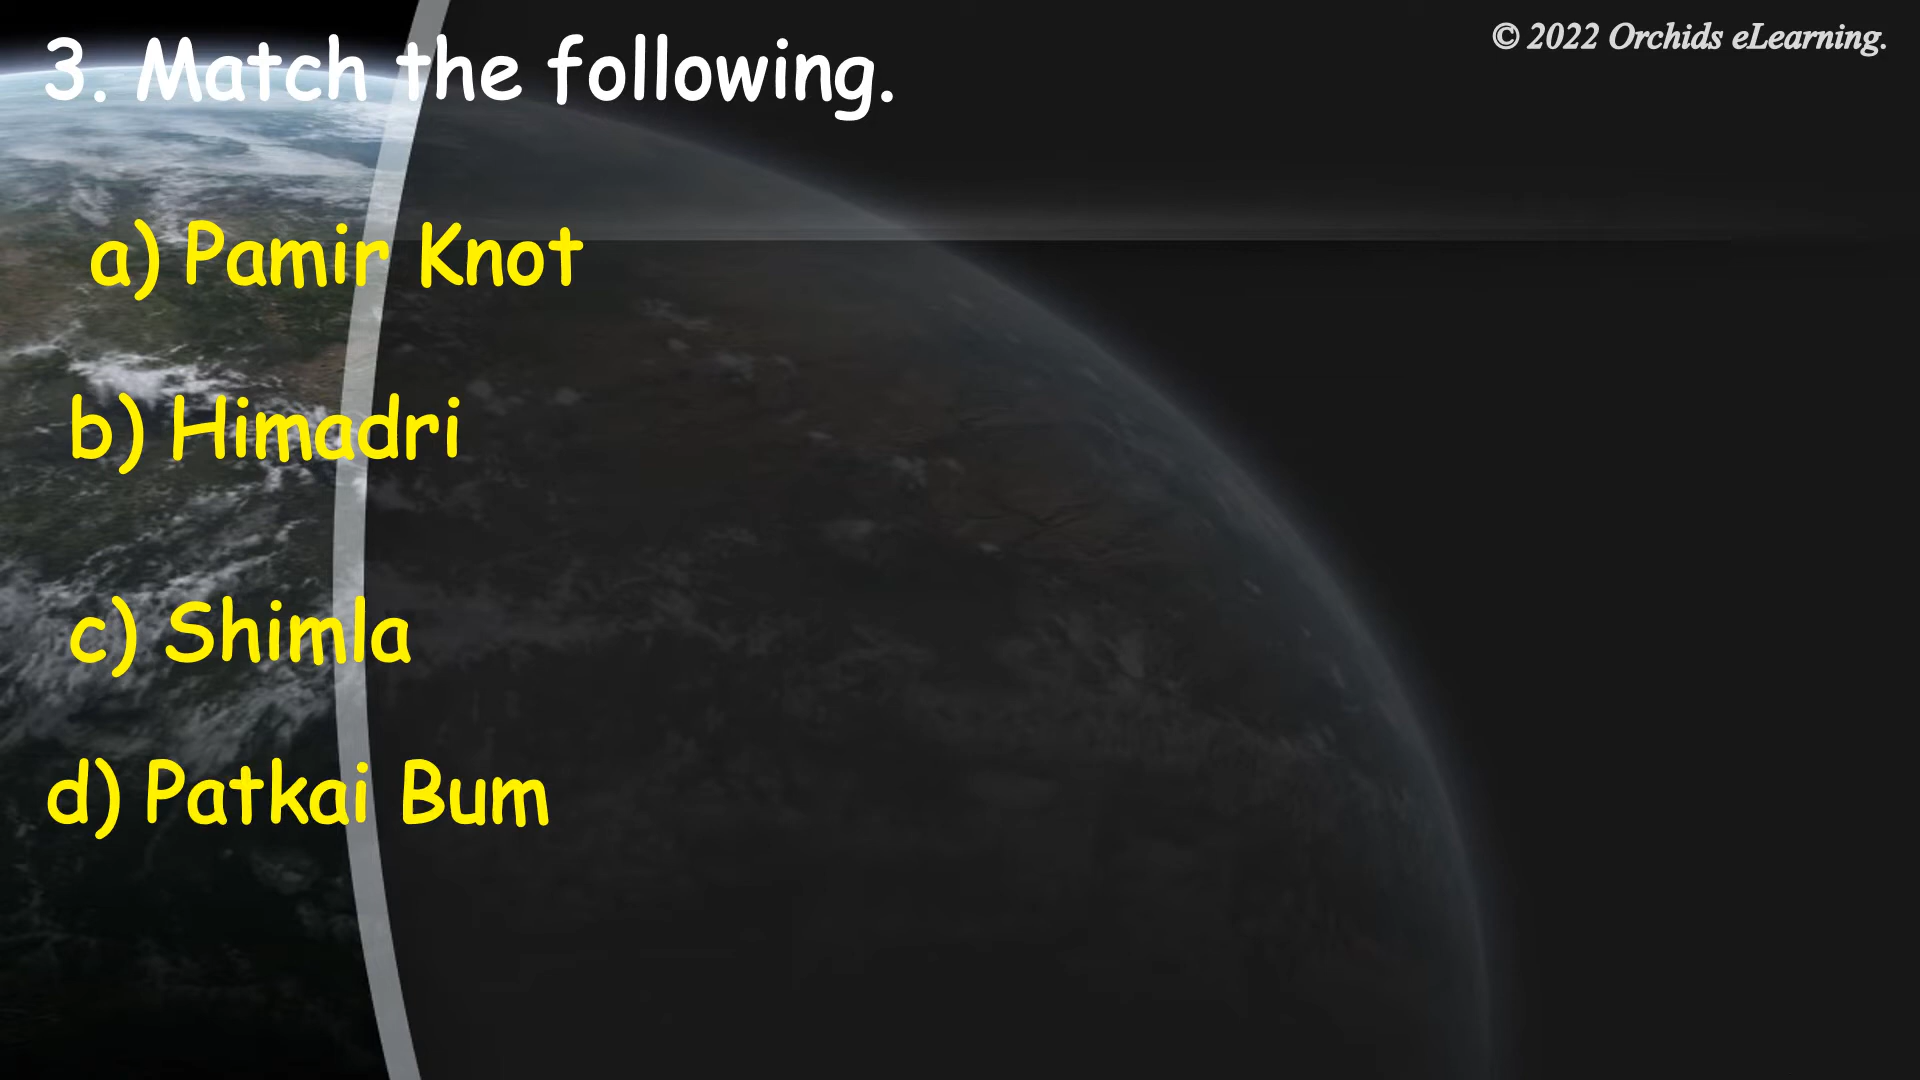 © 2022 Orchids eLearning.
3. Match the following.
a) Pamir Knot
b) Himadri
c) Shimla
d) Patkai Bum